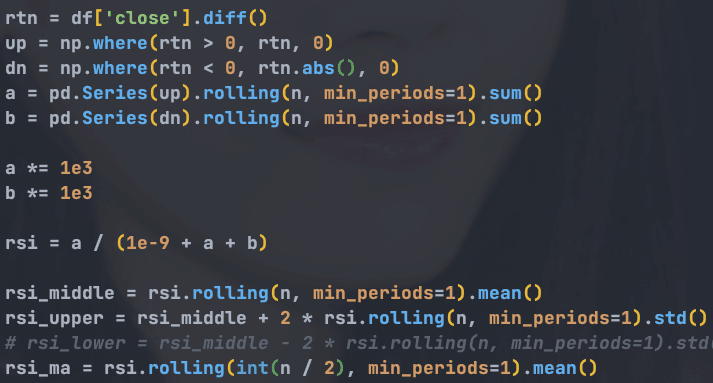 rtn = df['close'].diff()
up = np.where(rtn > 0, rtn, 0)
dn = np.where(rtn < 0, rtn.abs(), 0)
a = pd.Series(up).rolling(n, min_periods=1).sum()
b = pd.Series(dn).rolling(n, min_periods=1).sum()
a *= 1e3
b *= 1e3
rsi = a / (1e-9 + a + b)
rsi_middle = rsi.rolling(n, min_periods=1).mean()
rsi_upper = rsi_middle + 2 * rsi.rolling(n, min_periods=1).std()
# rsi_lower = rsi_middle - 2 * rsi.rolling(n, min_periods=1).std
rsi_ma = rsi.rolling(int(n / 2), min_periods=1).mean()